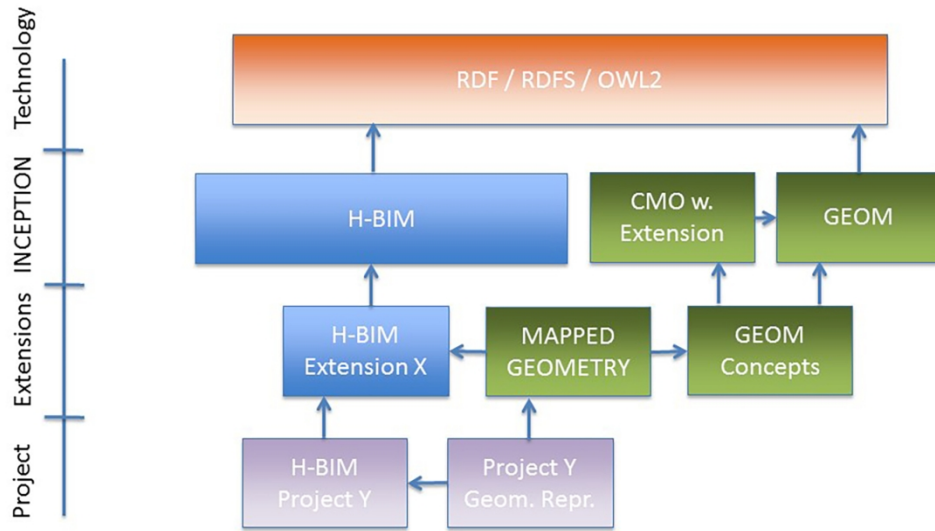 Technology
RDF / RDFS / OWL2
INCEPTION
H-BIM
CMO w.
Extension
GEOM
Extensions
H-BIM
Extension X
MAPPED
GEOMETRY
GEOM
Concepts
Project
H-BIM
Project Y
Project Y
Geom. Repr.